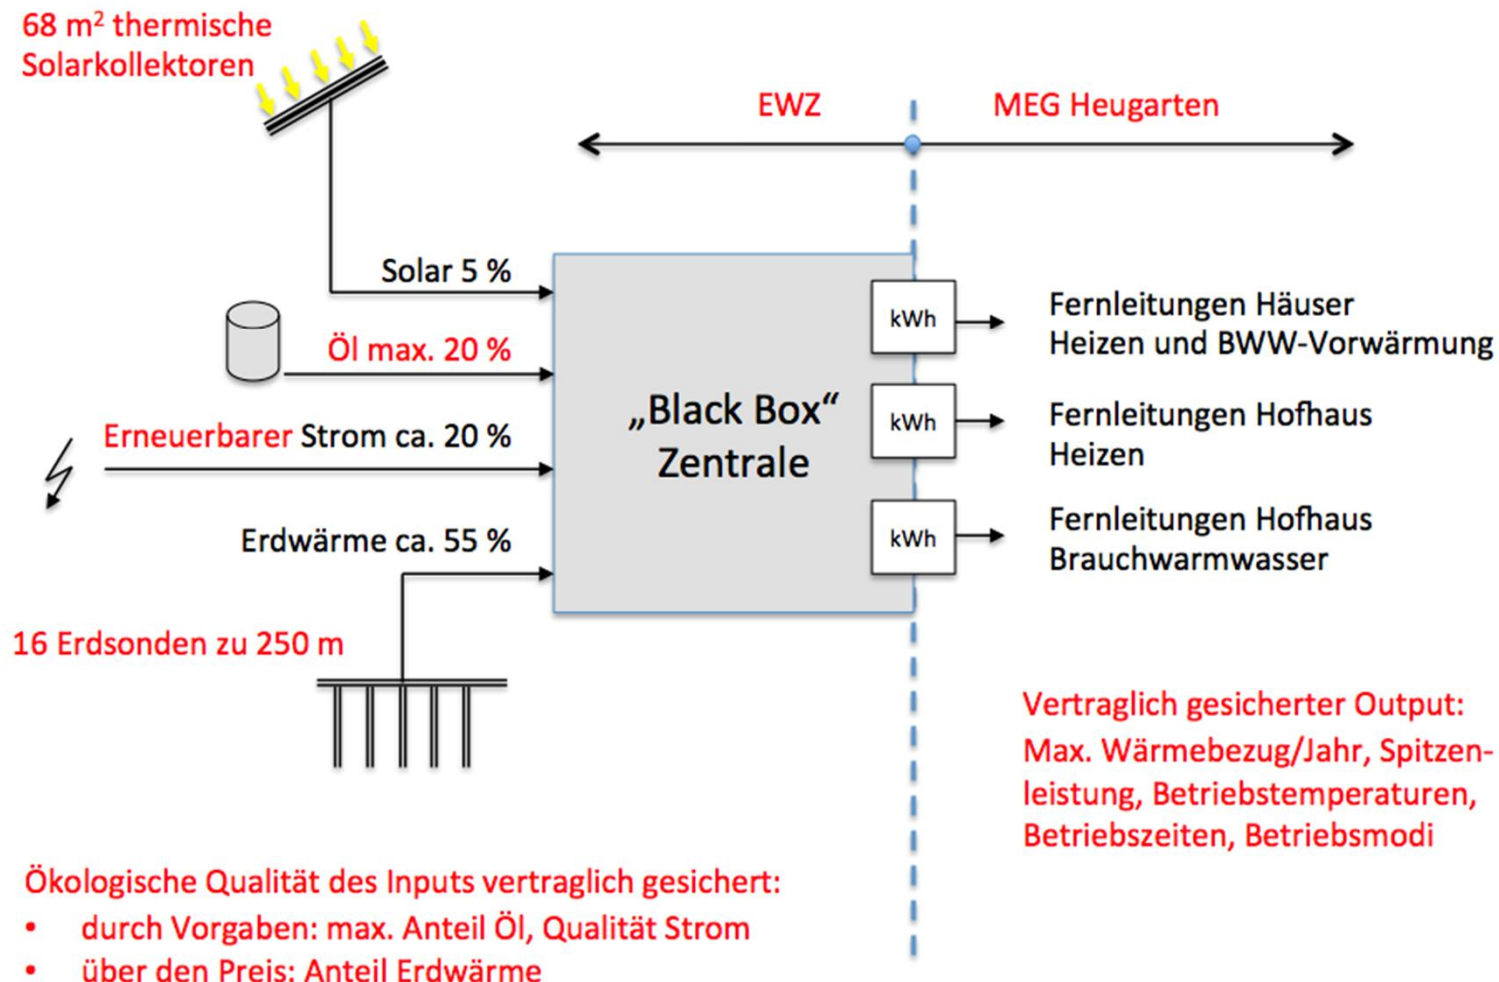 68 m² thermische
Solarkollektoren
EWZ
MEG Heugarten
Solar 5 %
Öl max. 20 %
Erneuerbarer Strom ca. 20 %
Erdwärme ca. 55 %
16 Erdsonden zu 250 m
„Black Box“
Zentrale
kWh
Fernleitungen Häuser
Heizen und BWW-Vorwärmung
kWh
Fernleitungen Hofhaus
Heizen
kWh
Fernleitungen Hofhaus
Brauchwarmwasser
Vertraglich gesicherter Output:
Max. Wärmebezug/Jahr, Spitzen-
leistung, Betriebstemperaturen,
Betriebszeiten, Betriebsmodi
Ökologische Qualität des Inputs vertraglich gesichert:
• durch Vorgaben: max. Anteil Öl, Qualität Strom
• über den Preis: Anteil Erdwärme